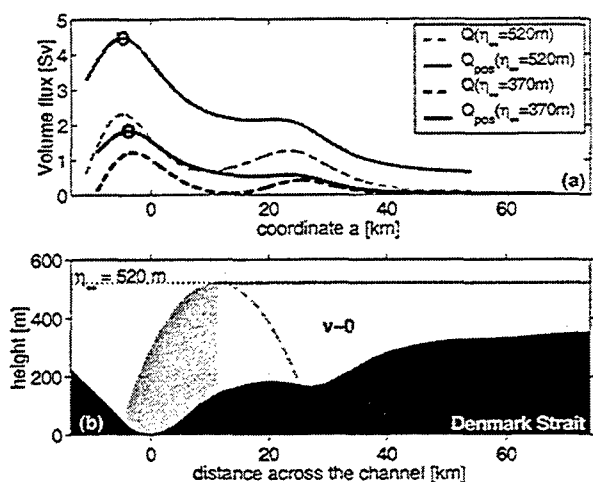 5
4
3
2
1
0
Volume flux [Sv]
Q(η∞=520m)
Qpos(η∞=520m)
Q(η∞=370m)
Qpos(η∞=370m)
(a)
0 20 40 60
coordinate a [km]
600
400
200
0
height [m]
η∞ = 520 m
v=0
(b)
Denmark Strait
0 20 40 60
distance across the channel [km]